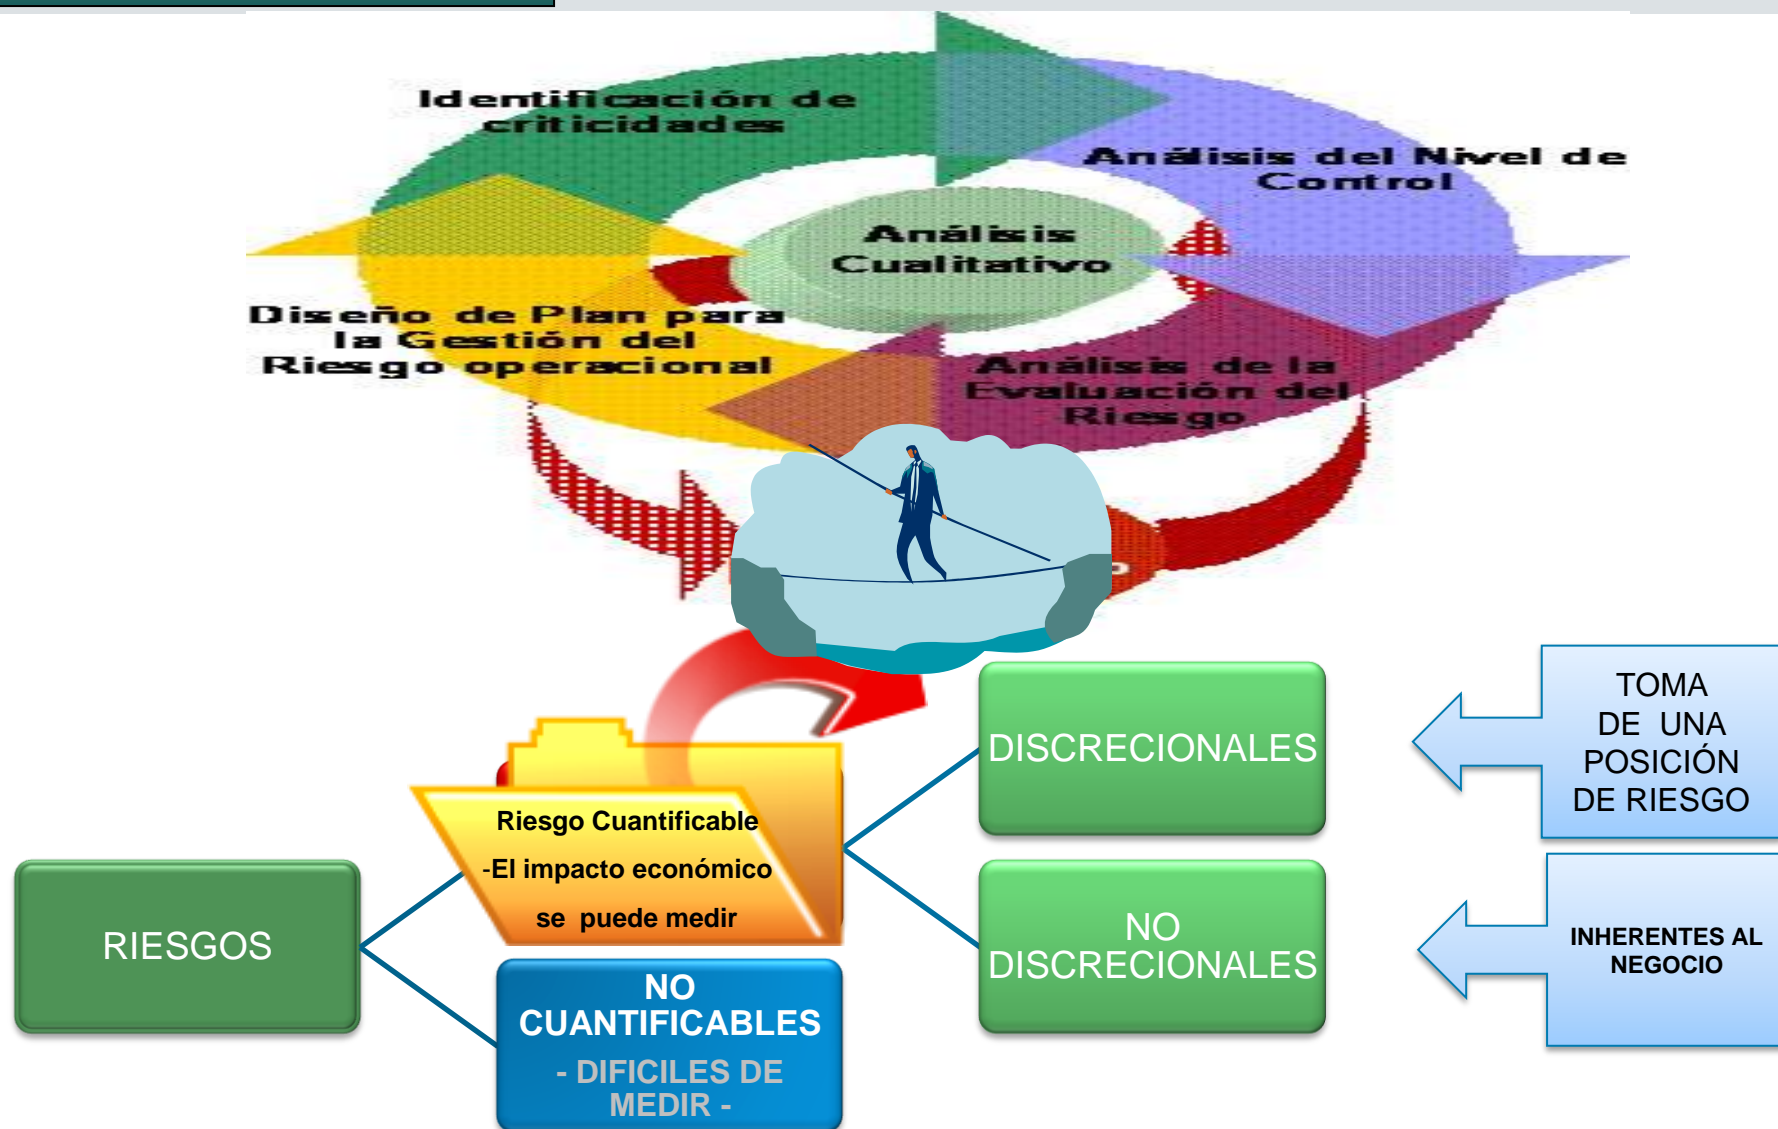 Identificación de
criticidades
Análisis del Nivel de
Control
Análisis
Cualitativo
Diseño de Plan para
la Gestión del
Riesgo operacional
Análisis de la
Evaluación del
Riesgo
DISCRECIONALES
TOMA
DE UNA
POSICIÓN
DE RIESGO
Riesgo Cuantificable
-El impacto económico
se puede medir
RIESGOS
NO
DISCRECIONALES
INHERENTES AL
NEGOCIO
NO
CUANTIFICABLES
- DIFICILES DE
MEDIR -